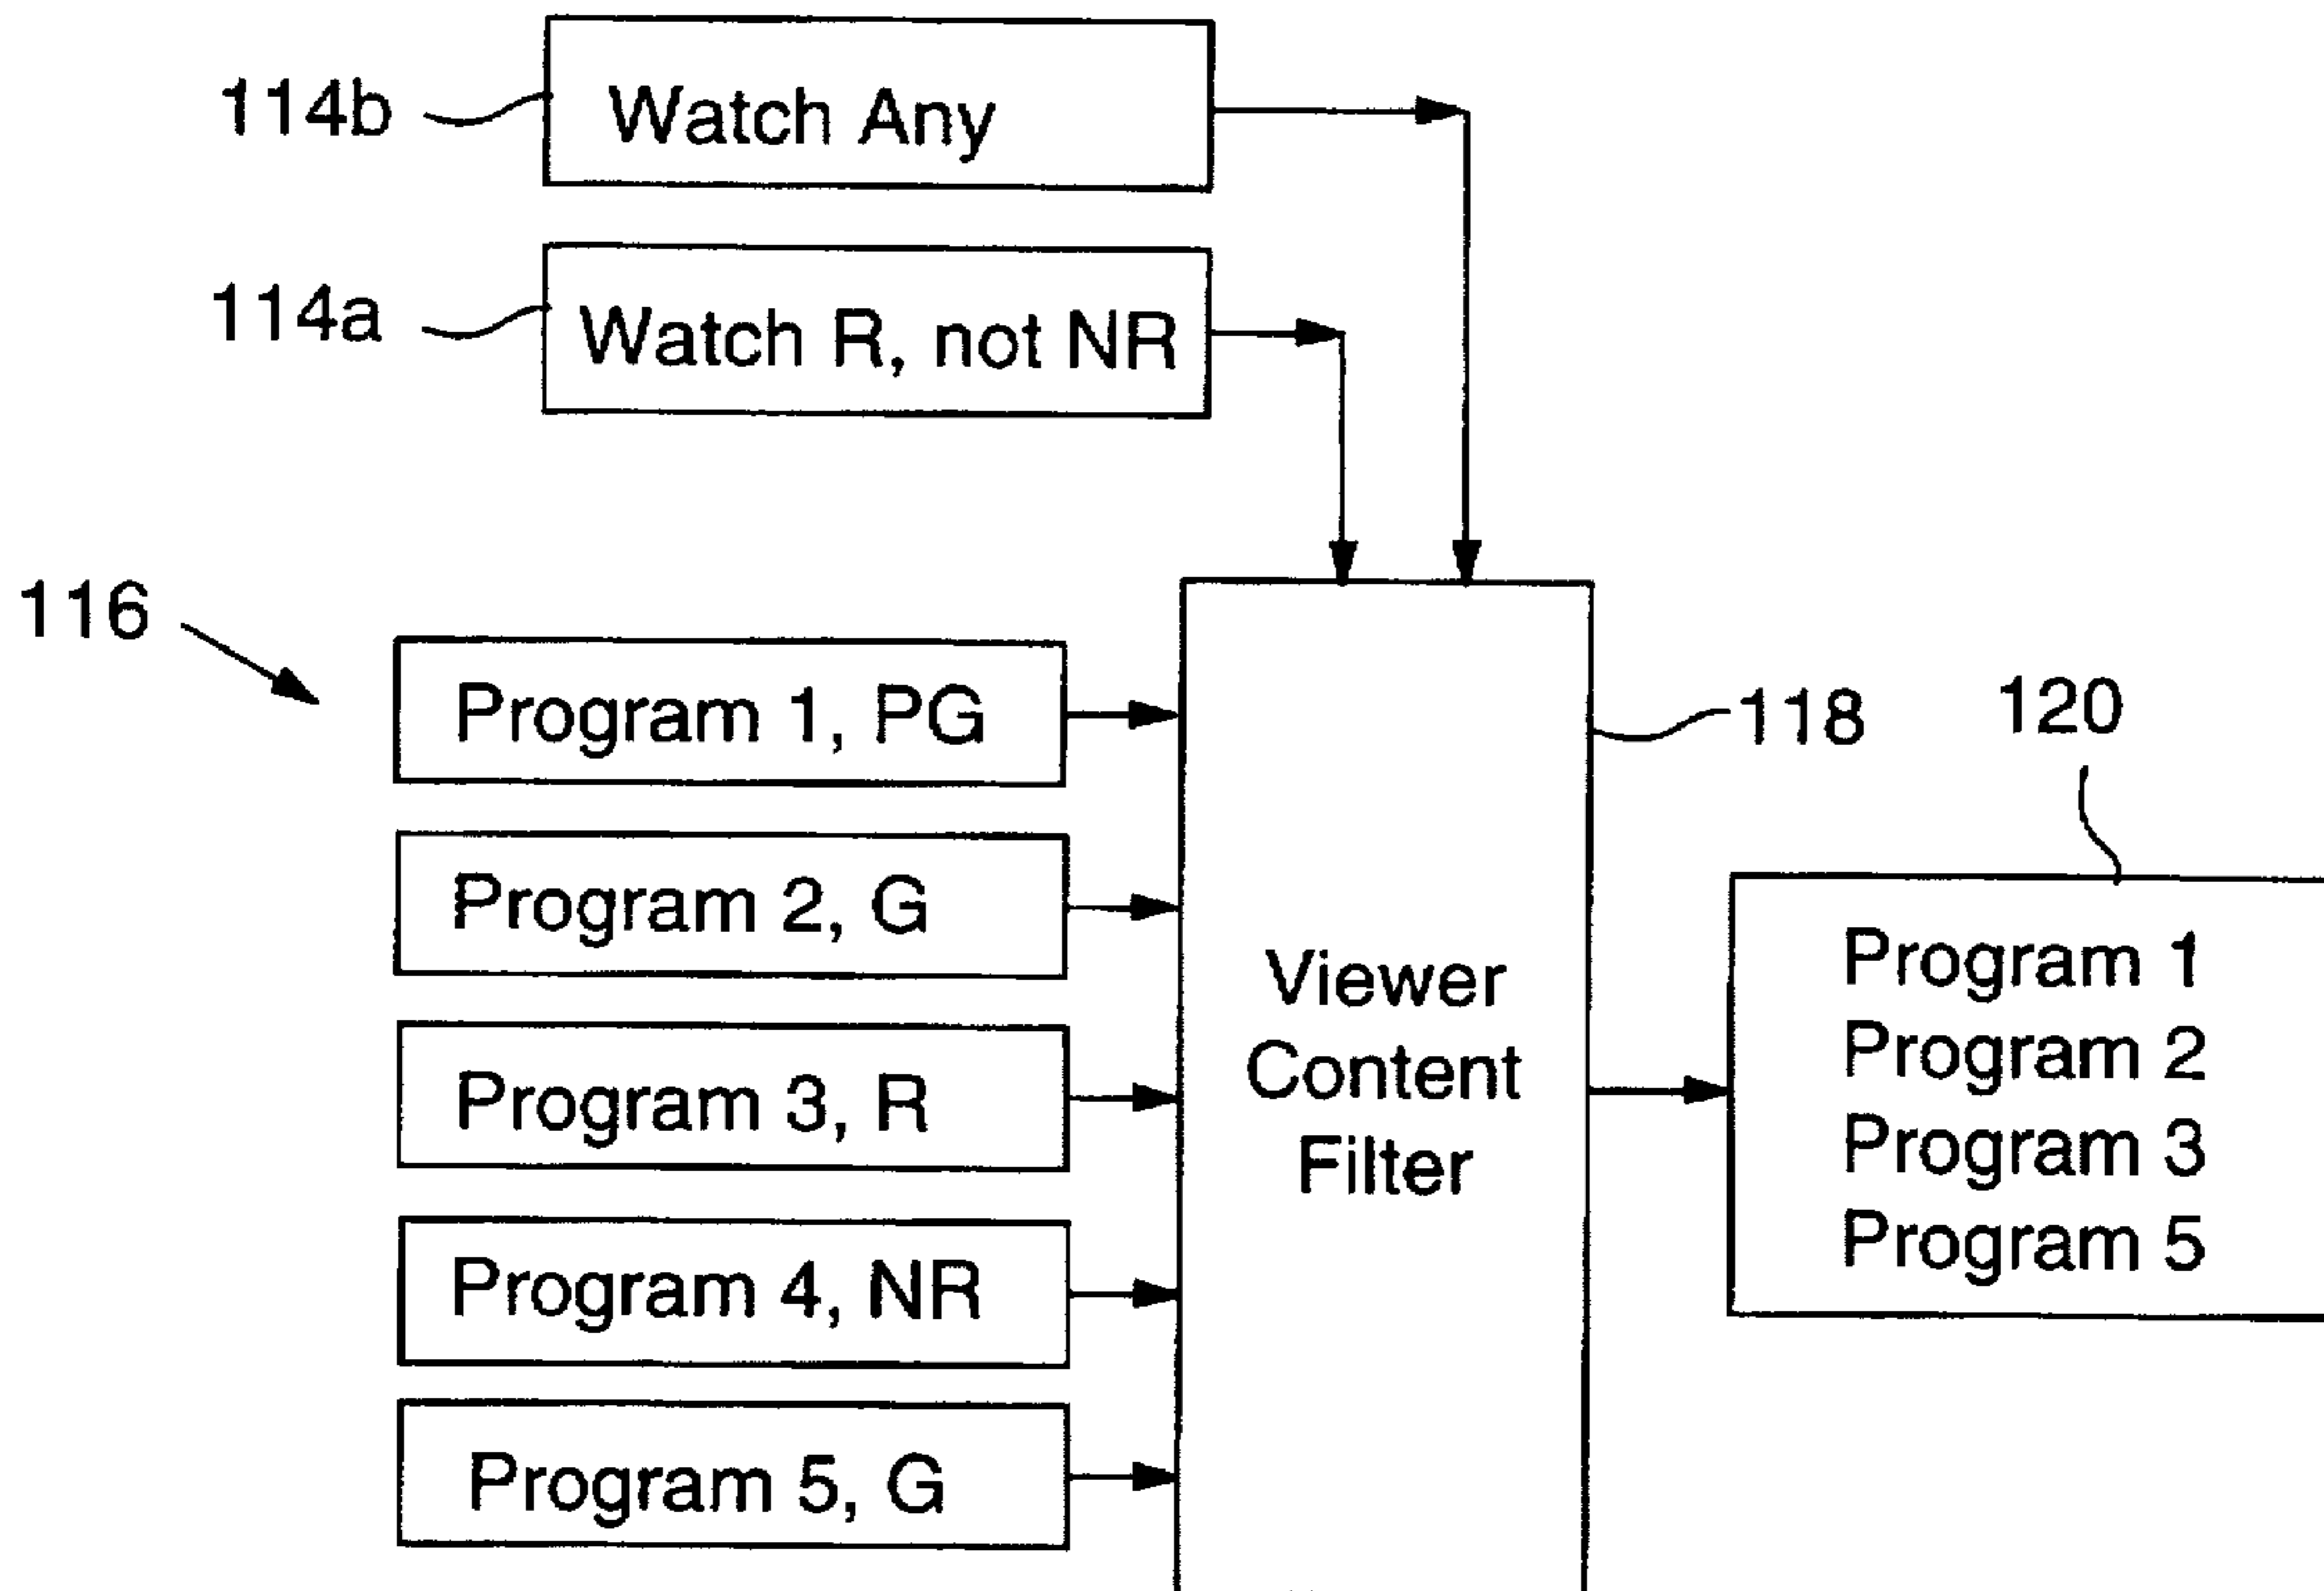 114b
Watch Any
114a
Watch R, not NR
116
Program 1, PG
Program 2, G
Program 3, R
Program 4, NR
Program 5, G
Viewer
Content
Filter
118
120
Program 1
Program 2
Program 3
Program 5